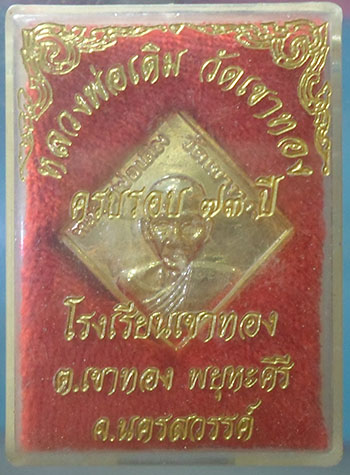 หลวงพ่อเดิม วัดเขาทอง
ครบรอบ ๗๓ ปี
โรงเรียนเขาทอง
ต.เขาทอง พยุหะคีรี
จ.นครสวรรค์